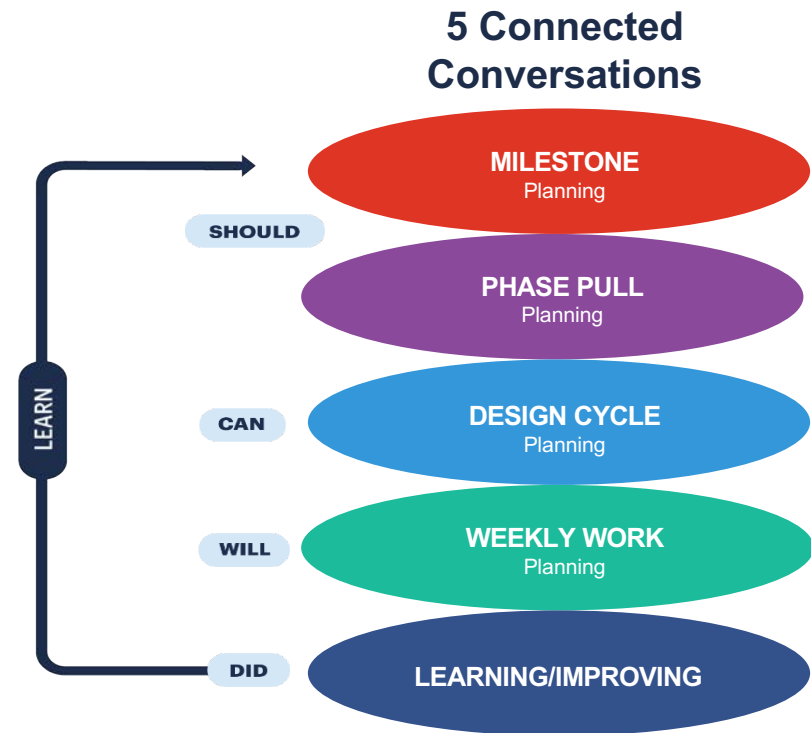 5 Connected
Conversations
MILESTONE
Planning
SHOULD
PHASE PULL
Planning
LEARN
CAN
DESIGN CYCLE
Planning
WILL
WEEKLY WORK
Planning
DID
LEARNING/IMPROVING